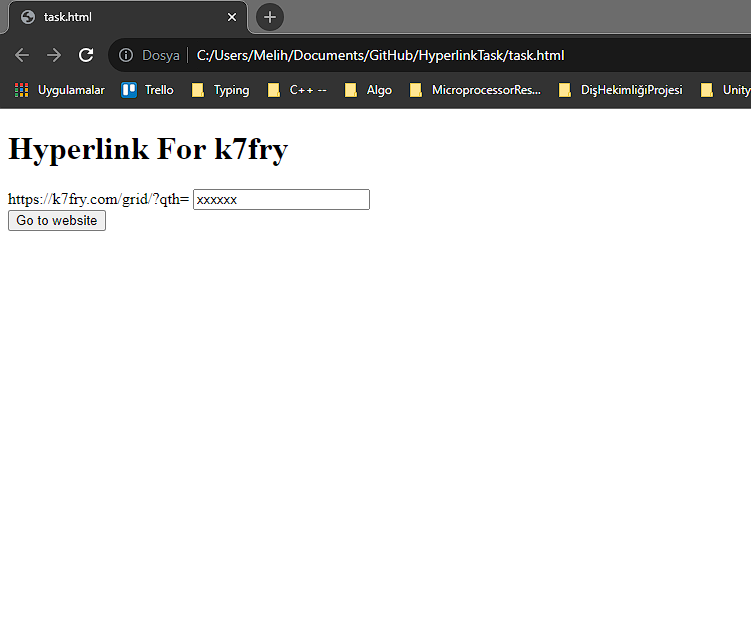 task.html
Dosya C:/Users/Melih/Documents/GitHub/HyperlinkTask/task.html
Uygulamalar Trello Typing C++ -- Algo MicroprocessorRes... DişHekimliğiProjesi Unity
Hyperlink For k7fry
https://k7fry.com/grid/?qth= xxxxxx
Go to website